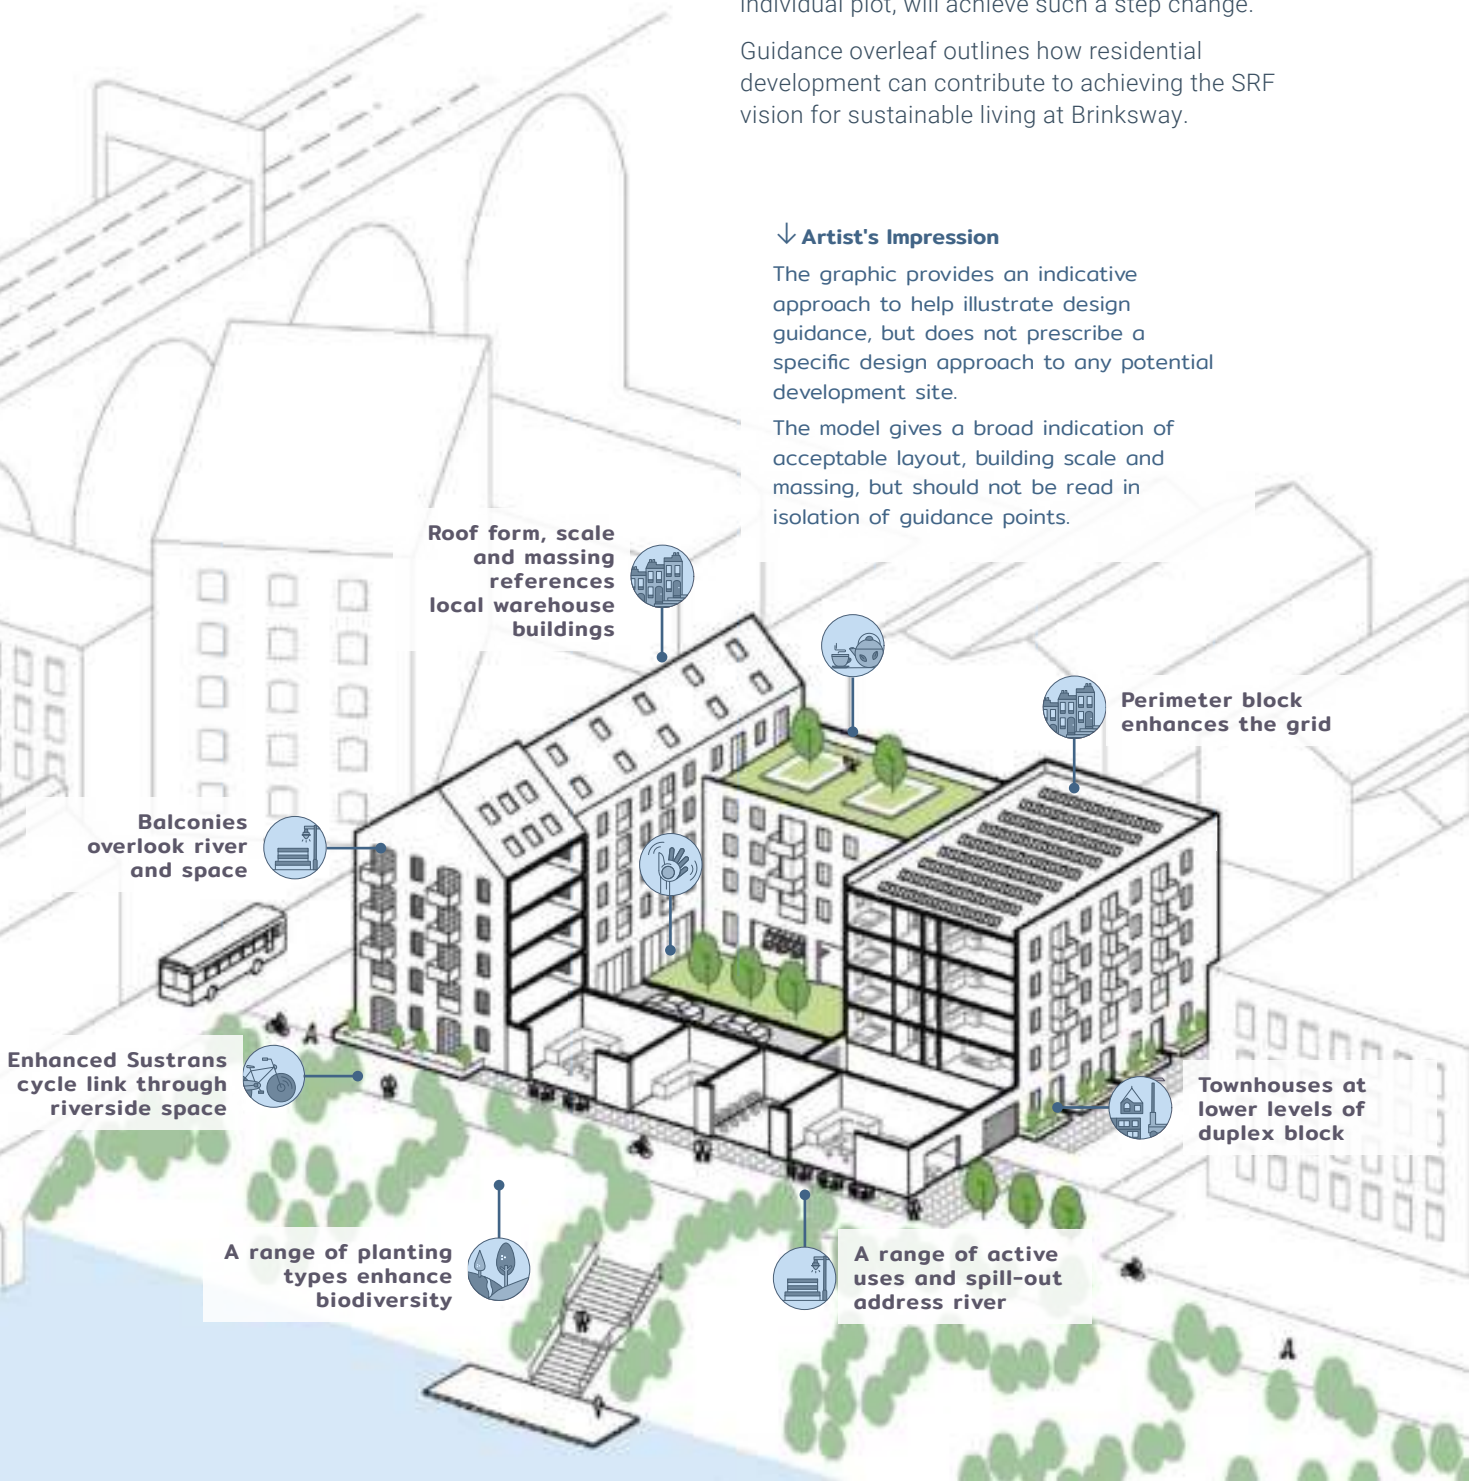 individual plot, will achieve such a step change.
Guidance overleaf outlines how residential
development can contribute to achieving the SRF
vision for sustainable living at Brinksway.
Artist's Impression
The graphic provides an indicative
approach to help illustrate design
guidance, but does not prescribe a
specific design approach to any potential
development site.
The model gives a broad indication of
acceptable layout, building scale and
massing, but should not be read in
isolation of guidance points.
Roof form, scale
and massing
references
local warehouse
buildings
Perimeter block
enhances the grid
Balconies
overlook river
and space
Enhanced Sustrans
cycle link through
riverside space
Townhouses at
lower levels of
duplex block
A range of planting
types enhance
biodiversity
A range of active
uses and spill-out
address river